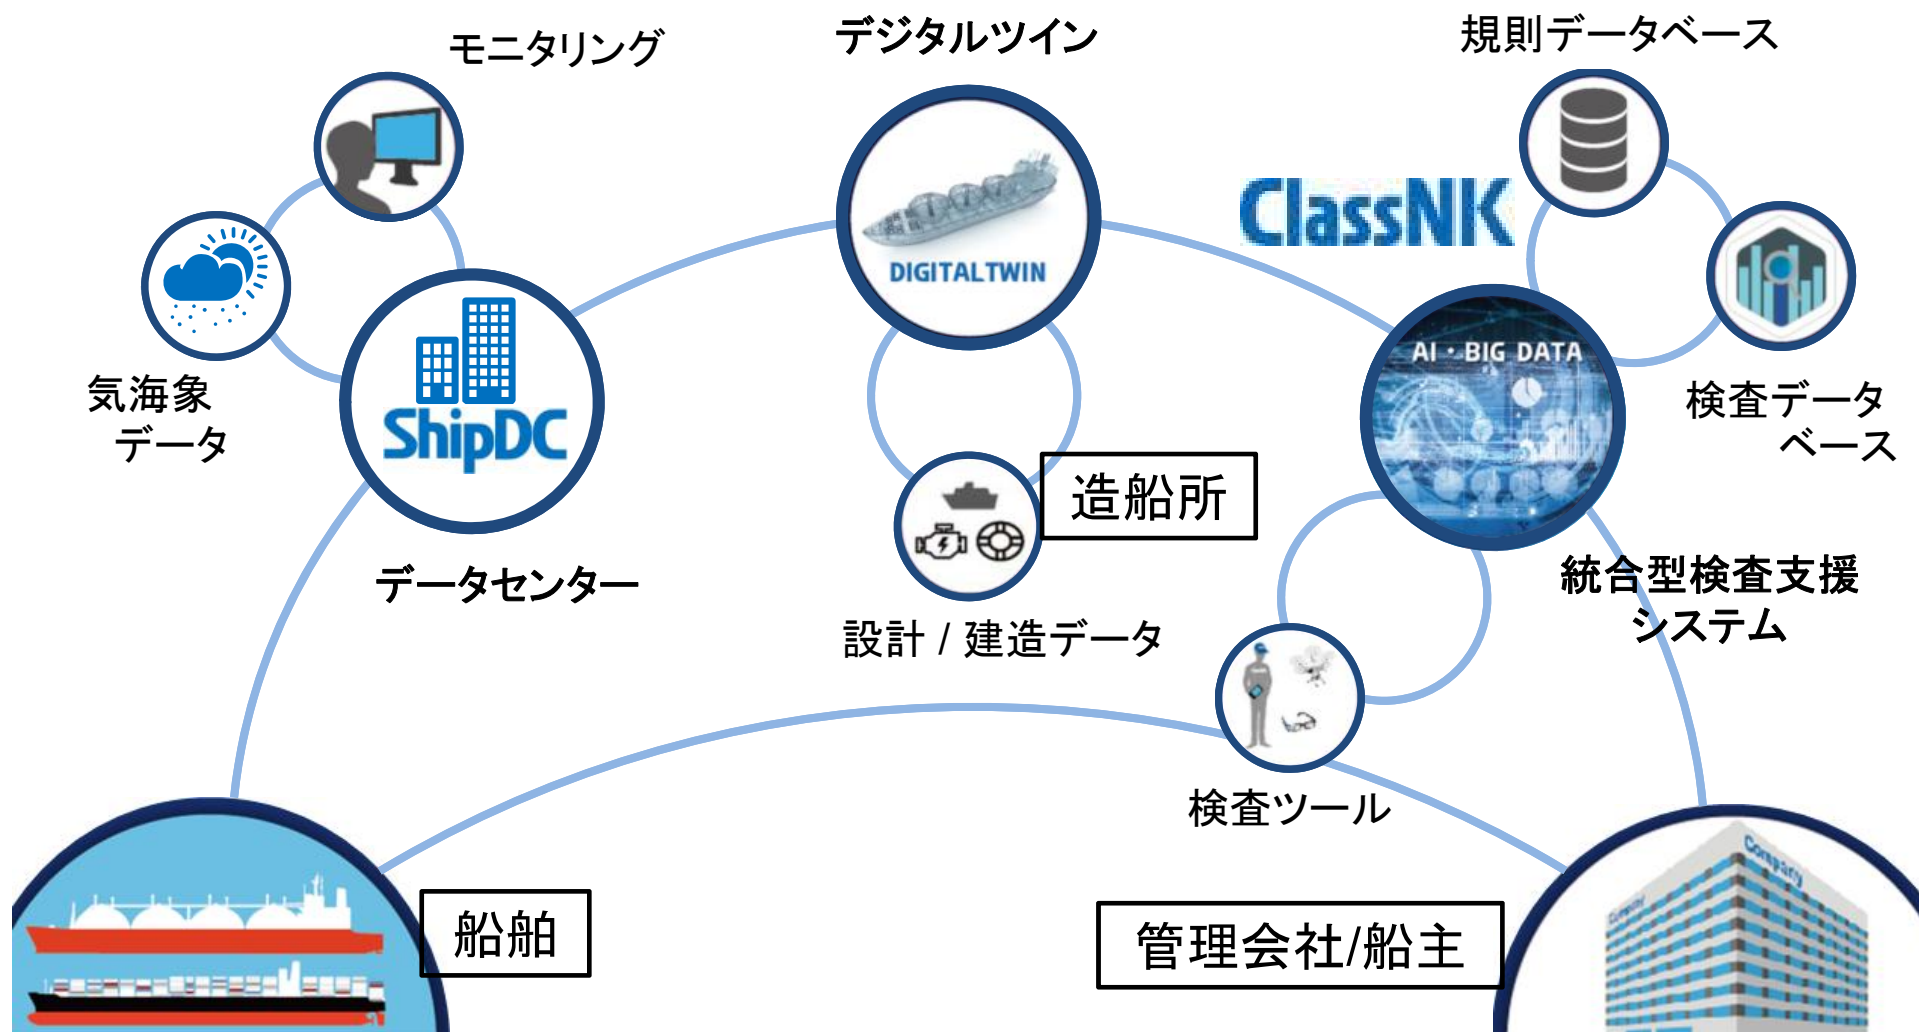 モニタリング
デジタルツイン
規則データベース
ClassNK
DIGITALTWIN
気海象
データ
ShipDC
AI・BIG DATA
検査データ
ベース
造船所
データセンター
統合型検査支援
システム
設計 / 建造データ
検査ツール
船舶
管理会社/船主
Company
Company